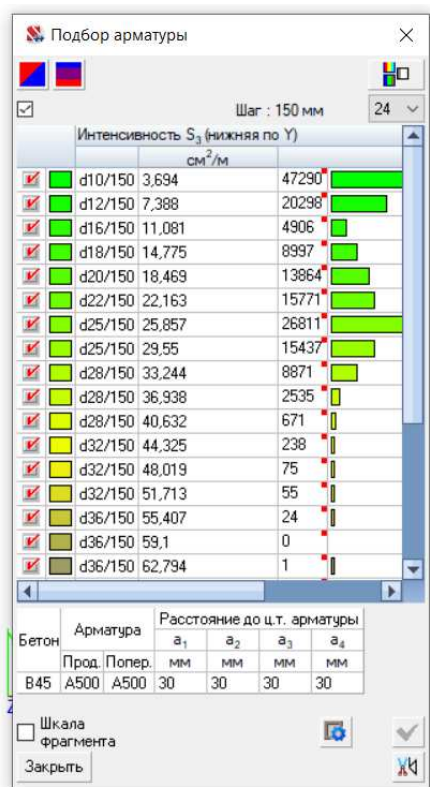 Подбор арматуры
Шаг : 150 мм 24
Интенсивность S3 (нижняя по Y)
см2/м
d10/150 3,694 47290
d12/150 7,388 20298
d16/150 11,081 4906
d18/150 14,775 8997
d20/150 18,469 13864
d22/150 22,163 15771
d25/150 25,857 26811
d25/150 29,55 15437
d28/150 33,244 8871
d28/150 36,938 2535
d28/150 40,632 671
d32/150 44,325 238
d32/150 48,019 75
d32/150 51,713 55
d36/150 55,407 24
d36/150 59,1 0
d36/150 62,794 1
Бетон Арматура Расстояние до ц.т. арматуры
a1 a2 a3 a4
Прод. Попер. мм мм мм мм
B45 A500 A500 30 30 30 30
Шкала
фрагмента
Закрыть